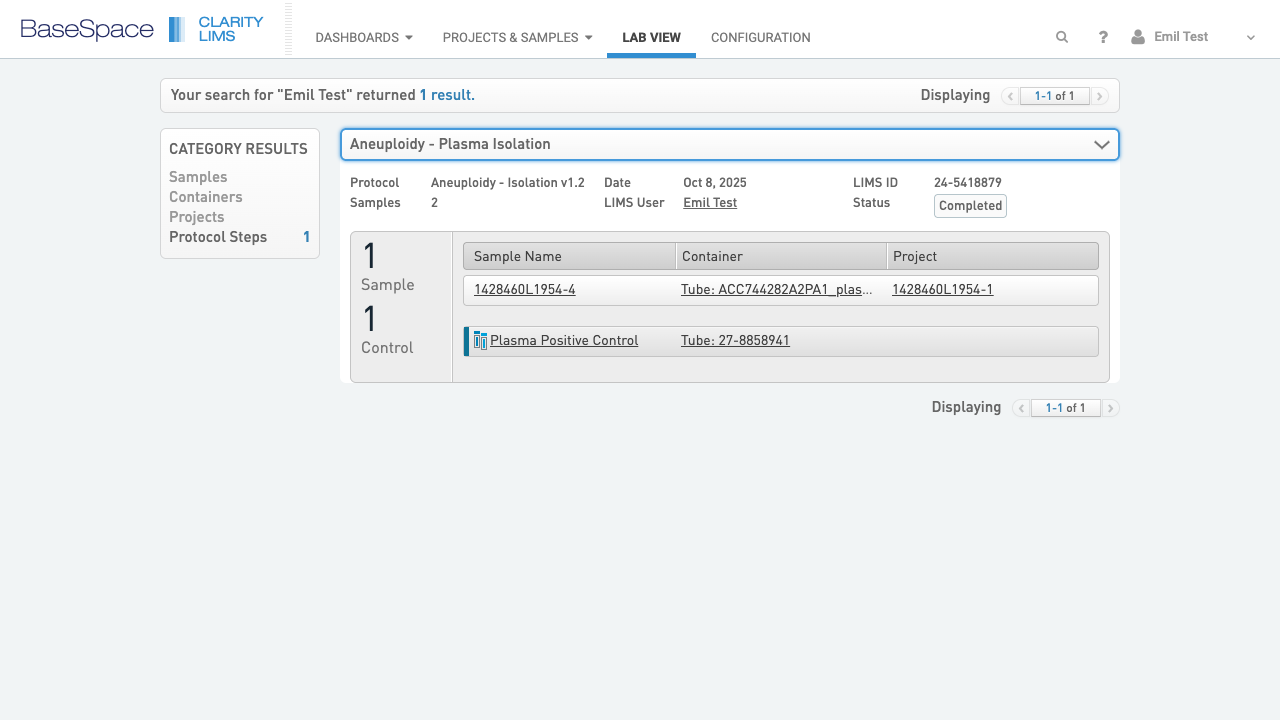 BaseSpace CLARITY LIMS
DASHBOARDS PROJECTS & SAMPLES LAB VIEW CONFIGURATION ? Emil Test
Your search for "Emil Test" returned 1 result. Displaying 1-1 of 1
CATEGORY RESULTS
Samples
Containers
Projects
Protocol Steps 1
Aneuploidy - Plasma Isolation
Protocol Aneuploidy - Isolation v1.2 Date Oct 8, 2025 LIMS ID 24-5418879
Samples 2 LIMS User Emil Test Status Completed
1 Sample
1 Control
Sample Name Container Project
1428460L1954-4 Tube: ACC744282A2PA1_plas... 1428460L1954-1
Plasma Positive Control Tube: 27-8858941
Displaying 1-1 of 1